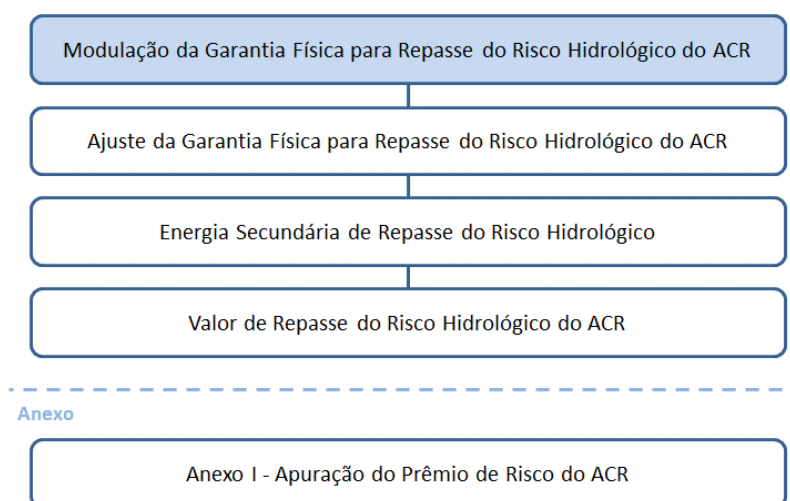 Modulação da Garantia Física para Repasse do Risco Hidrológico do ACR
Ajuste da Garantia Física para Repasse do Risco Hidrológico do ACR
Energia Secundária de Repasse do Risco Hidrológico
Valor de Repasse do Risco Hidrológico do ACR
Anexo
Anexo I - Apuração do Prêmio de Risco do ACR